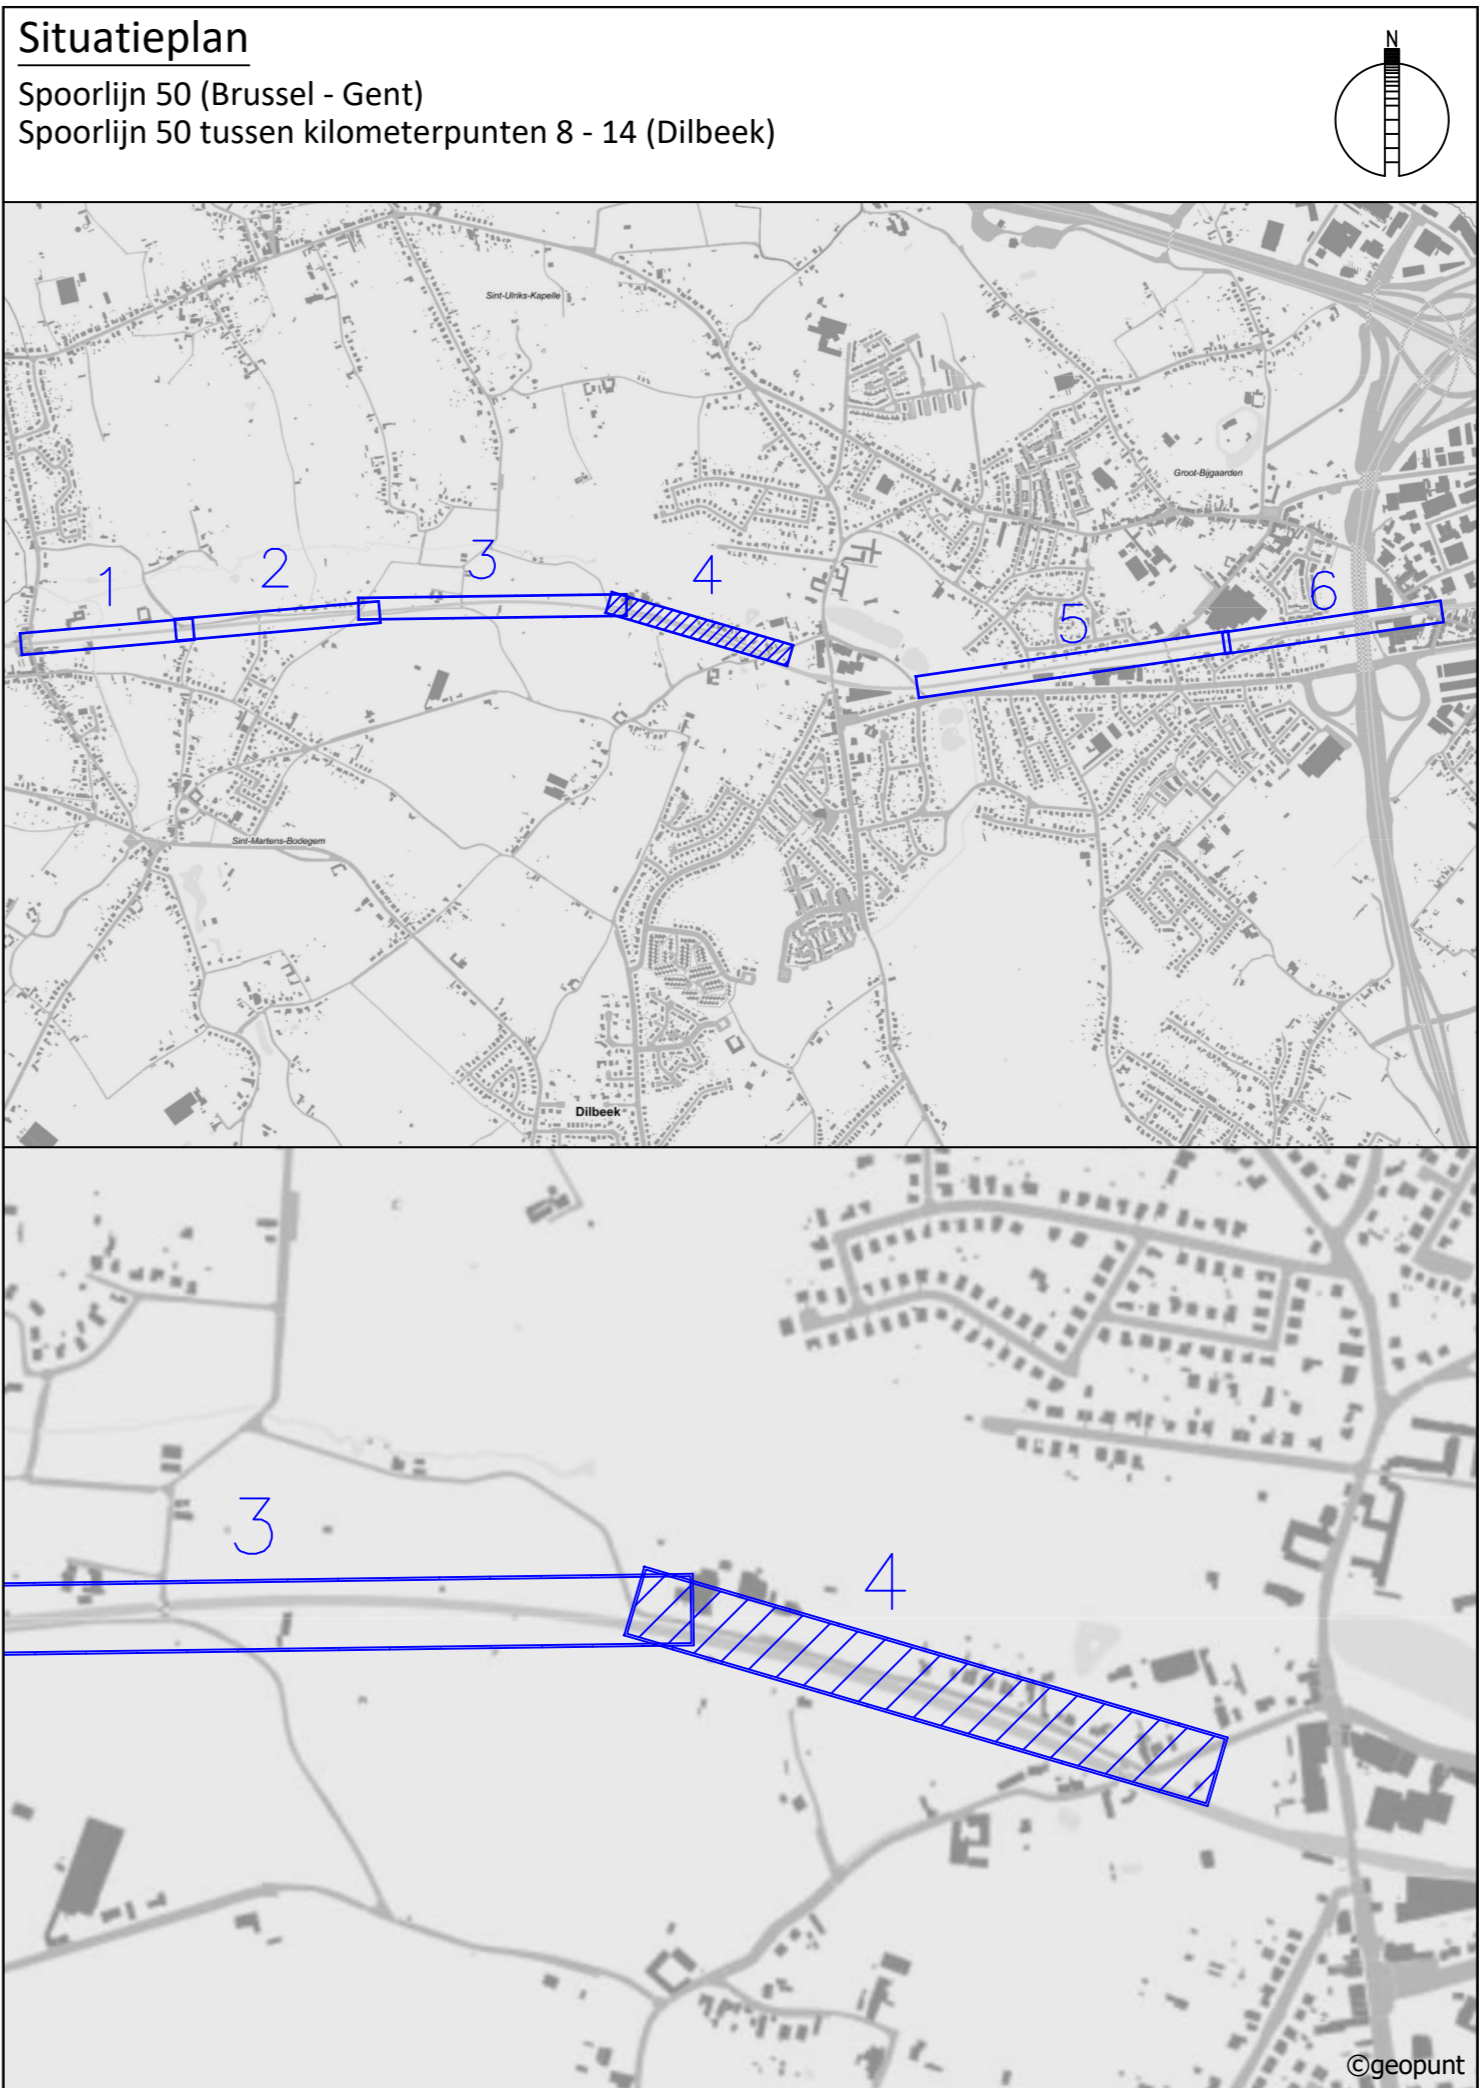 Situatieplan
Spoorlijn 50 (Brussel - Gent)
Spoorlijn 50 tussen kilometerpunten 8 - 14 (Dilbeek)
N
Sint-Ulriks-Kapelle
Groot-Bijgaarden
1
2
3
4
5
6
Sint-Martens-Bodegem
Dilbeek
3
4
©geopunt